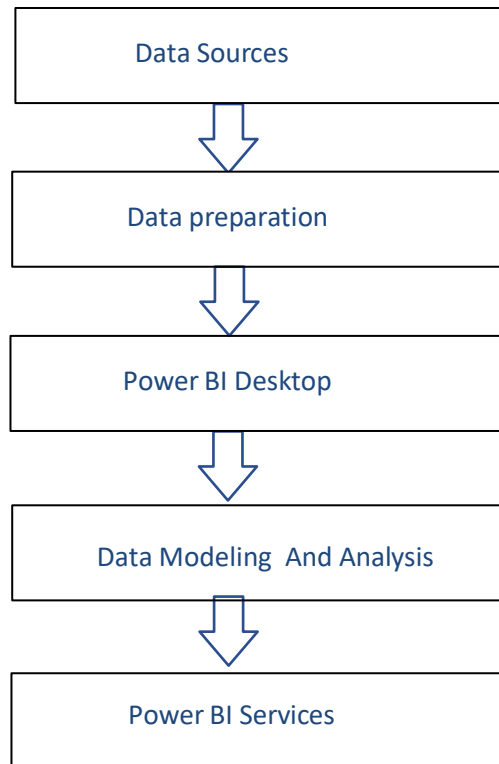 Data Sources
Data preparation
Power BI Desktop
Data Modeling  And Analysis
Power BI Services